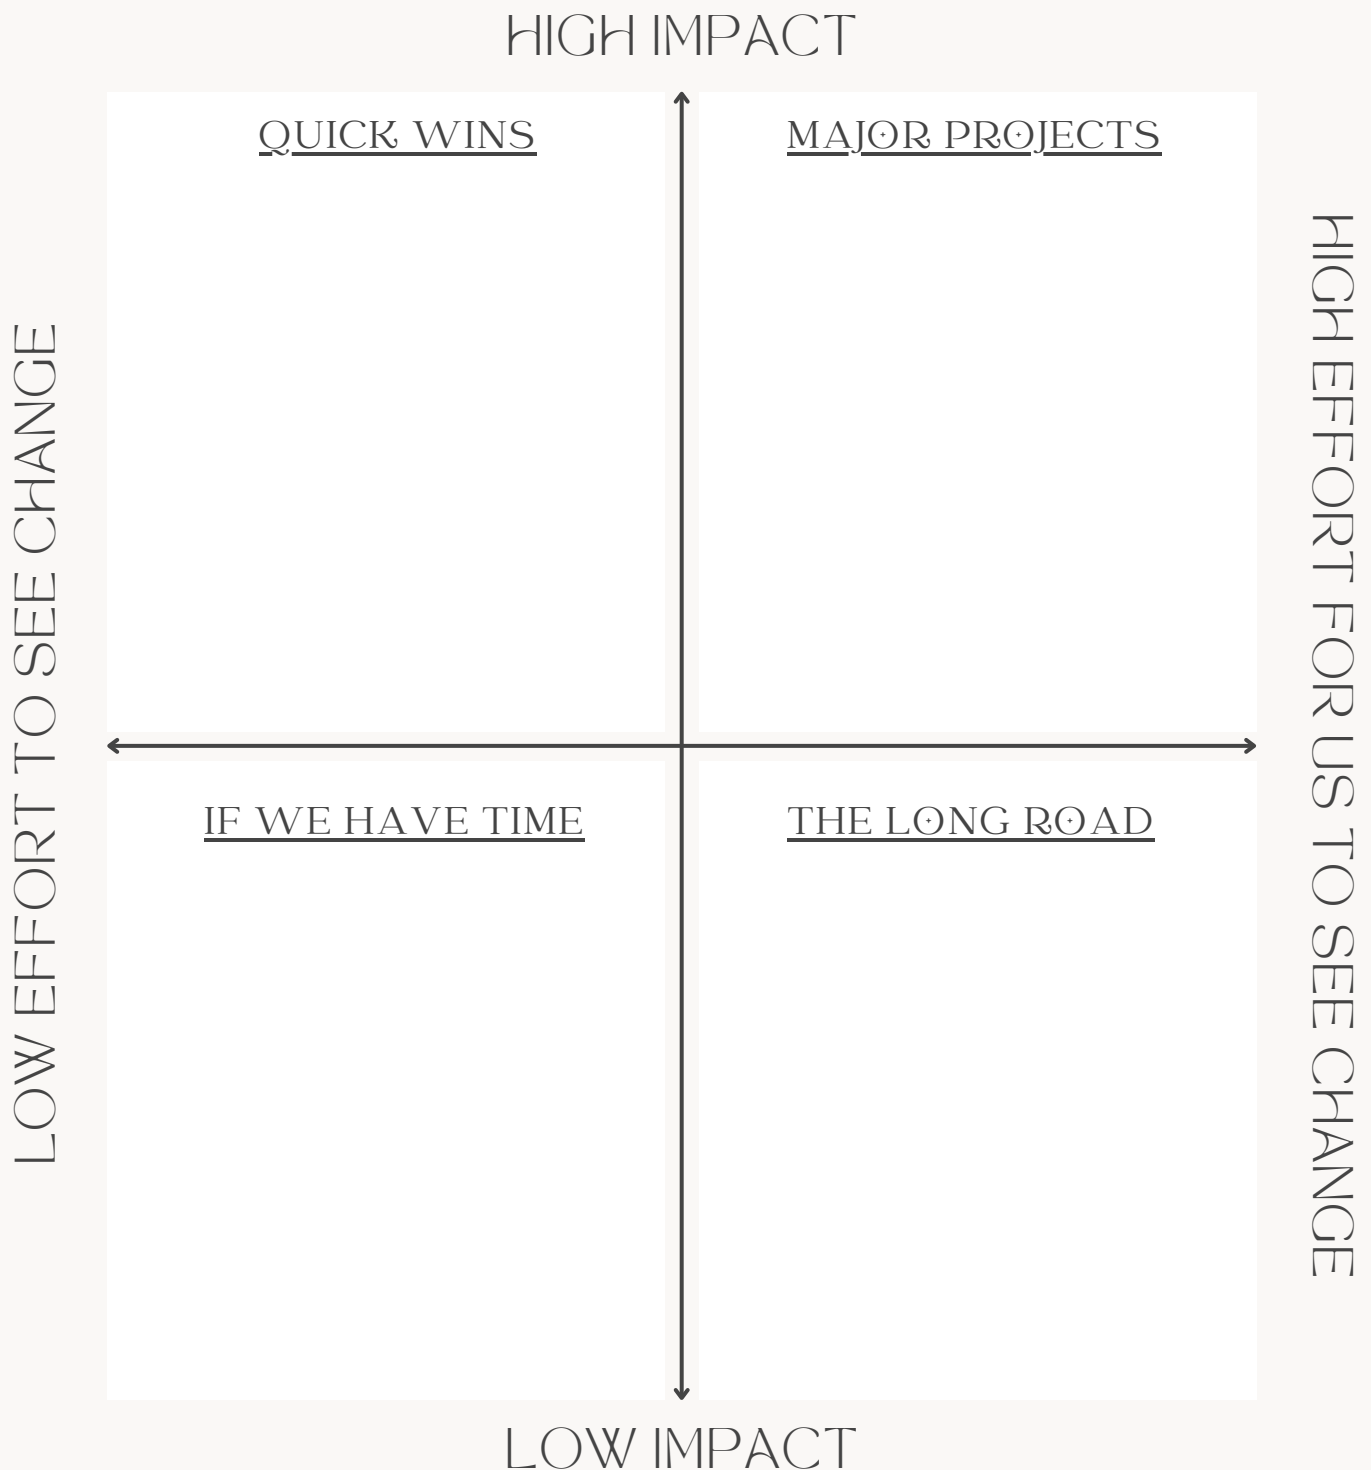 HIGH IMPACT
QUICK WINS
MAJOR PROJECTS
LOW EFFORT TO SEE CHANGE
HIGH EFFORT FOR US TO SEE CHANGE
IF WE HAVE TIME
THE LONG ROAD
LOW IMPACT